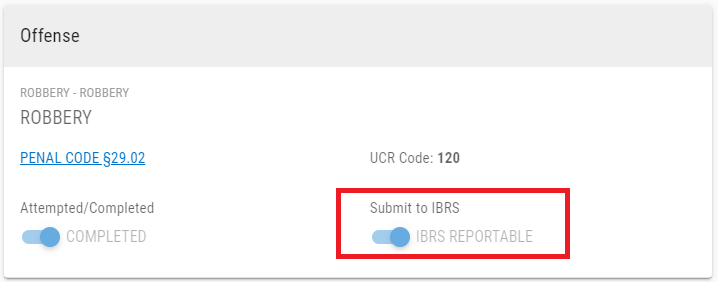 Offense
ROBBERY - ROBBERY
ROBBERY
PENAL CODE §29.02
UCR Code: 120
Attempted/Completed
Submit to IBRS
COMPLETED
IBRS REPORTABLE